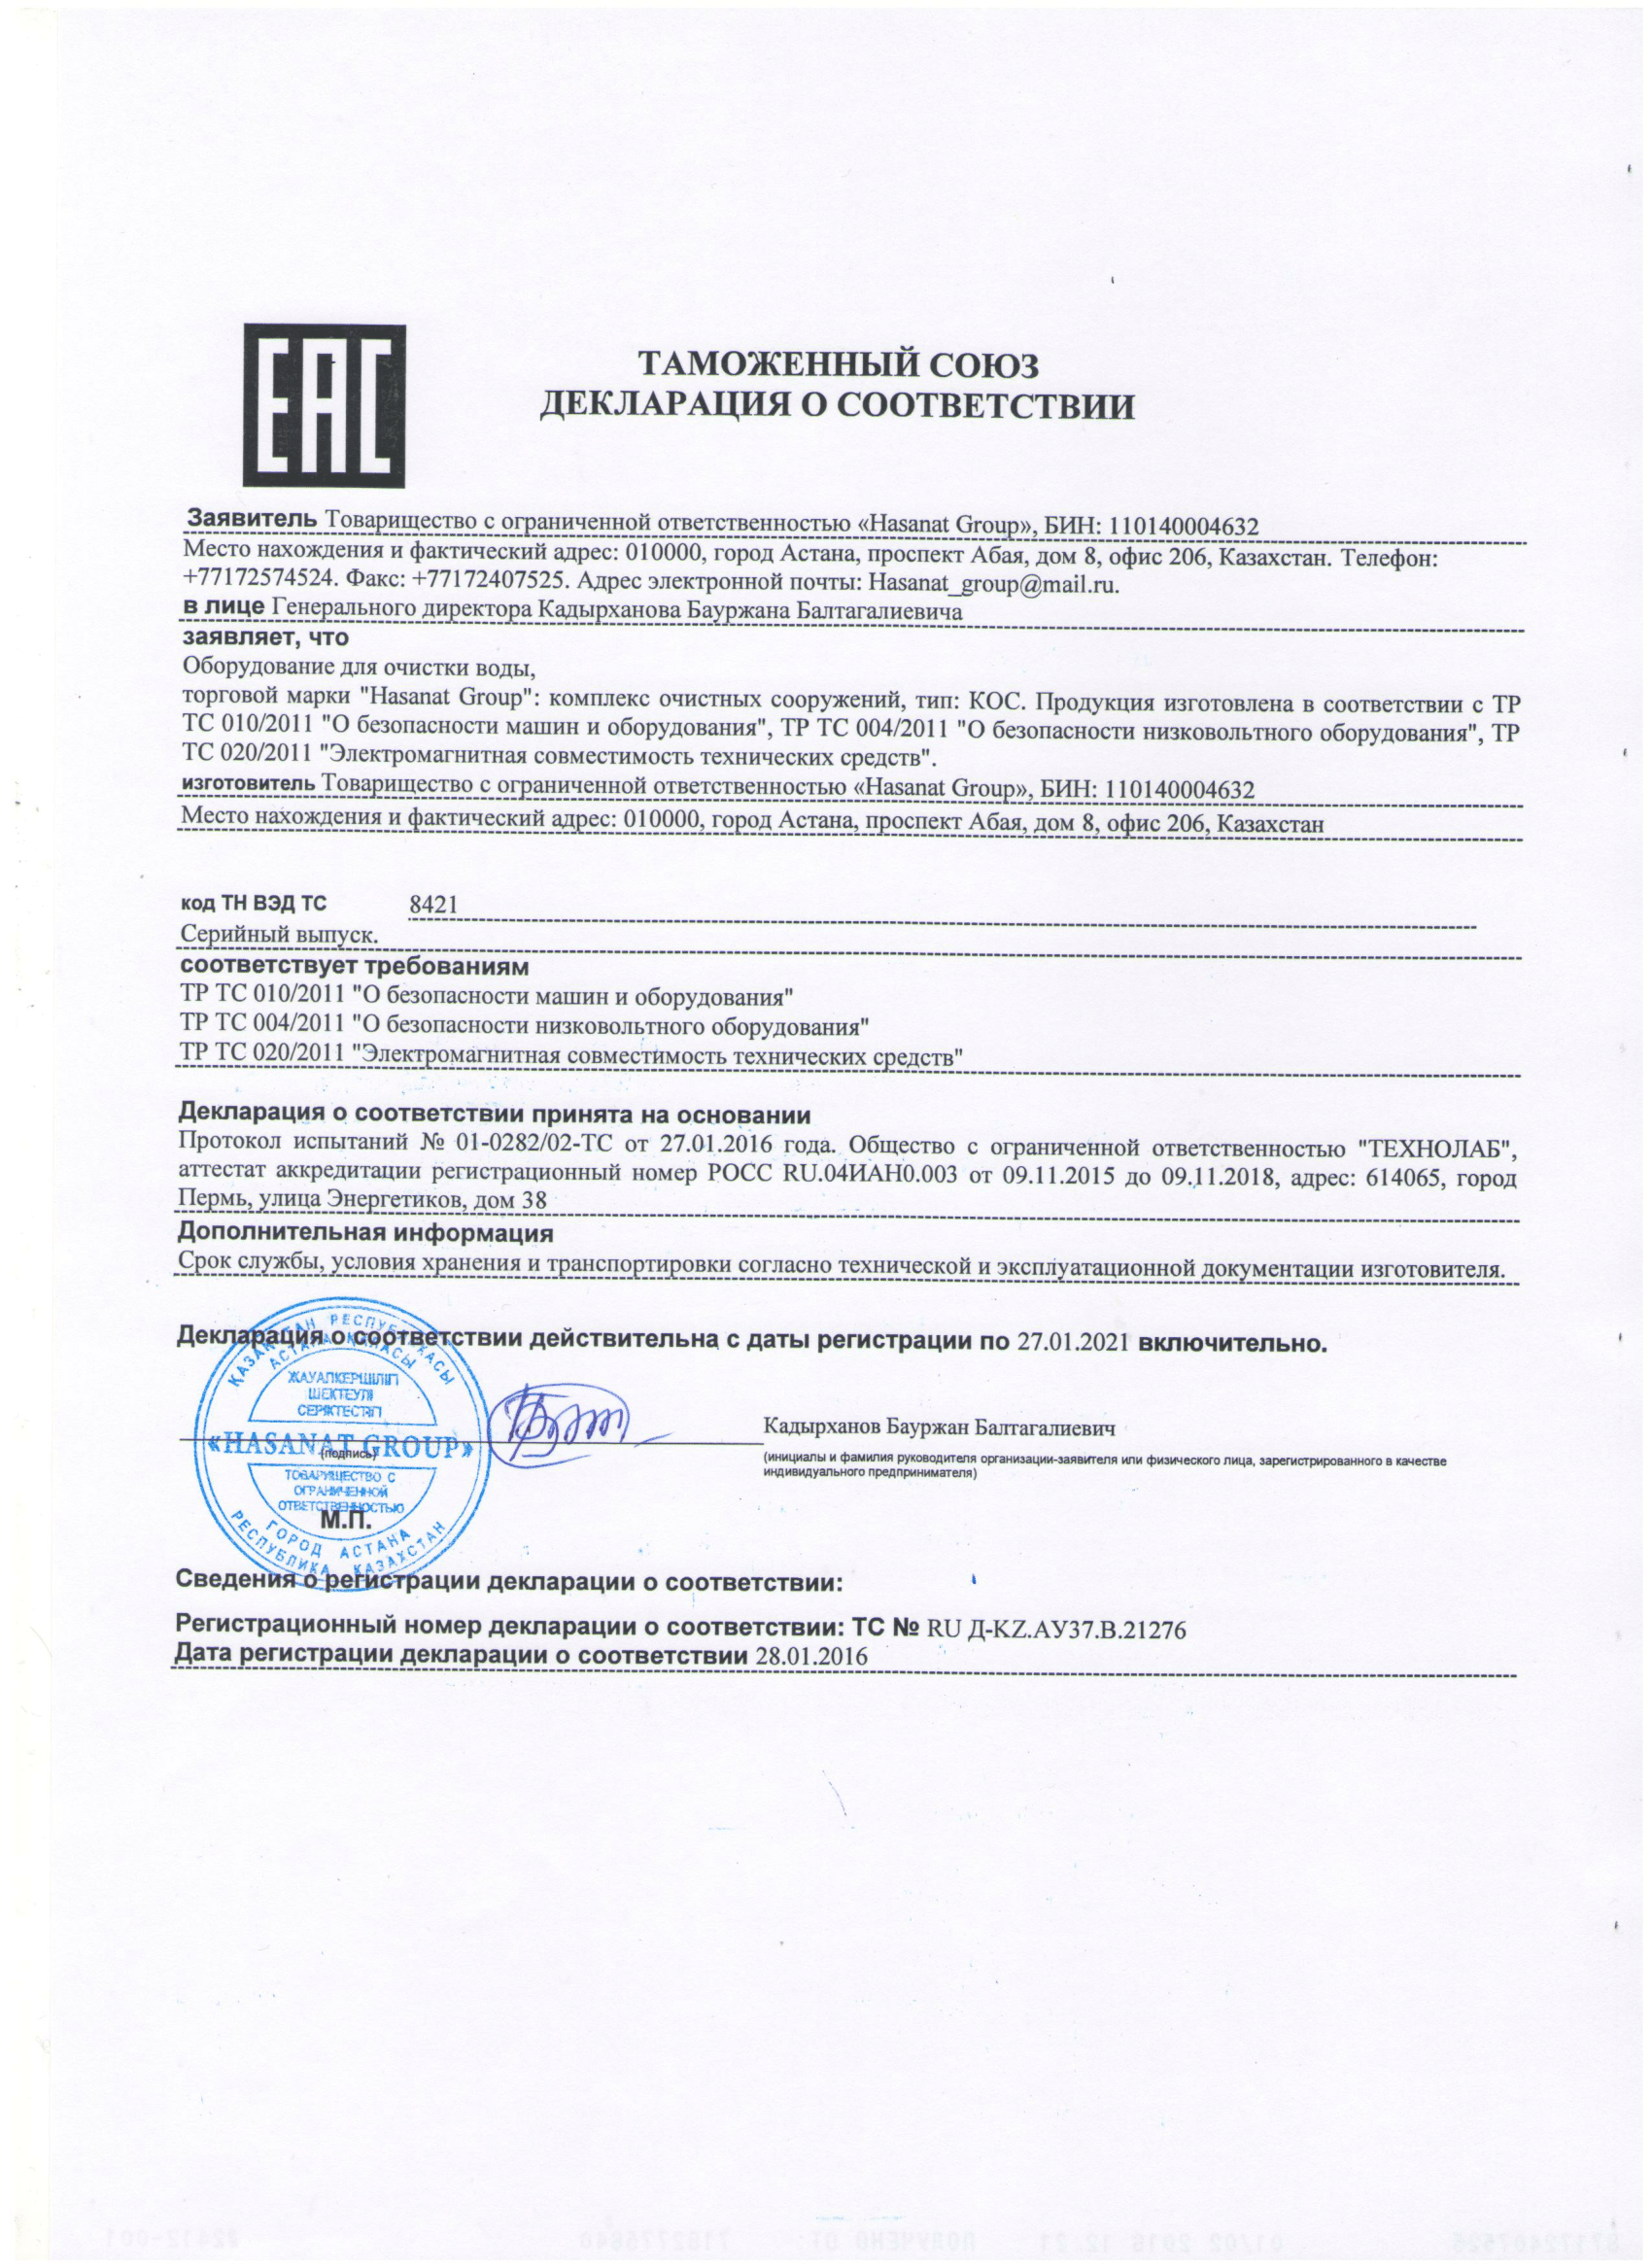 EAC
ТАМОЖЕННЫЙ СОЮЗ
ДЕКЛАРАЦИЯ О СООТВЕТСТВИИ
Заявитель Товарищество с ограниченной ответственностью «Hasanat Group», БИН: 110140004632
Место нахождения и фактический адрес: 010000, город Астана, проспект Абая, дом 8, офис 206, Казахстан. Телефон:
+77172574524. Факс: +77172407525. Адрес электронной почты: Hasanat_group@mail.ru.
в лице Генерального директора Кадырханова Бауржана Балтагалиевича
заявляет, что
Оборудование для очистки воды,
торговой марки "Hasanat Group": комплекс очистных сооружений, тип: КОС. Продукция изготовлена в соответствии с ТР
ТС 010/2011 "О безопасности машин и оборудования", ТР ТС 004/2011 "О безопасности низковольтного оборудования", ТР
ТС 020/2011 "Электромагнитная совместимость технических средств".
изготовитель Товарищество с ограниченной ответственностью «Hasanat Group», БИН: 110140004632
Место нахождения и фактический адрес: 010000, город Астана, проспект Абая, дом 8, офис 206, Казахстан
код ТН ВЭД ТС 8421
Серийный выпуск.
соответствует требованиям
ТР ТС 010/2011 "О безопасности машин и оборудования"
ТР ТС 004/2011 "О безопасности низковольтного оборудования"
ТР ТС 020/2011 "Электромагнитная совместимость технических средств"
Декларация о соответствии принята на основании
Протокол испытаний № 01-0282/02-ТС от 27.01.2016 года. Общество с ограниченной ответственностью "ТЕХНОЛАБ",
аттестат аккредитации регистрационный номер РОСС RU.04ИАН0.003 от 09.11.2015 до 09.11.2018, адрес: 614065, город
Пермь, улица Энергетиков, дом 38
Дополнительная информация
Срок службы, условия хранения и транспортировки согласно технической и эксплуатационной документации изготовителя.
Декларация о соответствии действительна с даты регистрации по 27.01.2021 включительно.
ҚАЗАҚСТАН РЕСПУБЛИКАСЫ
АСТАНА ҚАЛАСЫ
ЖАУАПКЕРШІЛІГІ
ШЕКТЕУЛІ
СЕРІКТЕСТІГІ
«HASANAT GROUP»
(подпись)
ТОВАРИЩЕСТВО С
ОГРАНИЧЕННОЙ
ОТВЕТСТВЕННОСТЬЮ
М.П.
ГОРОД АСТАНА
РЕСПУБЛИКА КАЗАХСТАН
Кадырханов Бауржан Балтагалиевич
(инициалы и фамилия руководителя организации-заявителя или физического лица, зарегистрированного в качестве
индивидуального предпринимателя)
Сведения о регистрации декларации о соответствии:
Регистрационный номер декларации о соответствии: ТС № RU Д-KZ.АУ37.В.21276
Дата регистрации декларации о соответствии 28.01.2016